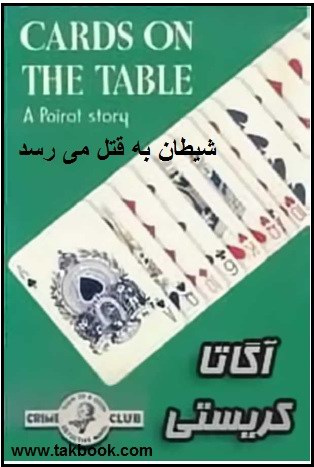 CARDS ON
THE TABLE
A Poirot story
شیطان به قتل می رسد
آگاتا
کریستی
CRIME CLUB
www.takbook.com